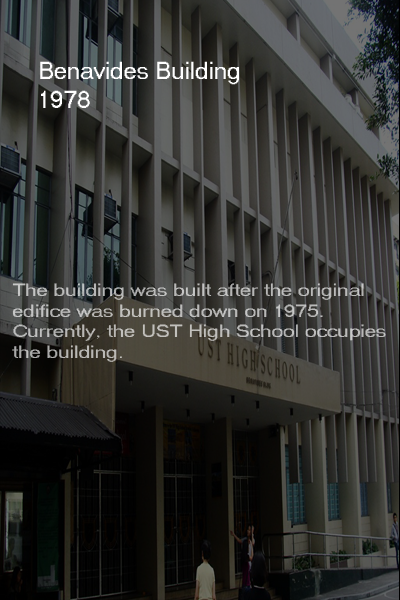 Benavides Building
1978
The building was built after the original
edifice was burned down on 1975.
Currently, the UST High School occupies
the building.
UST HIGH SCHOOL